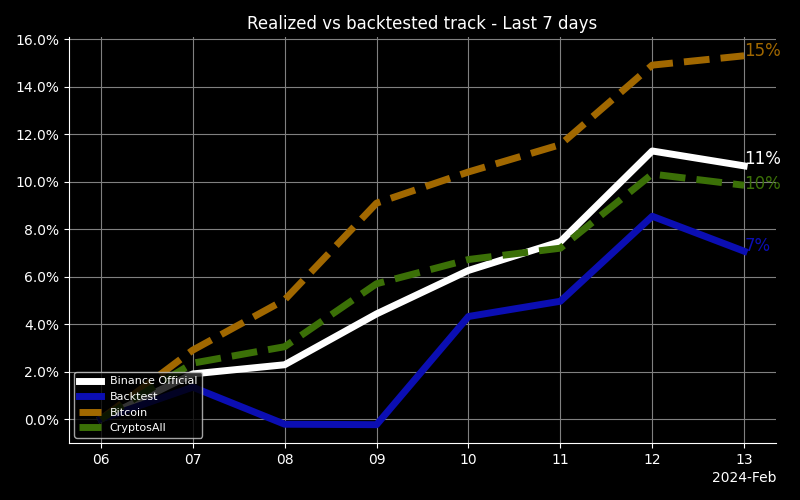 Realized vs backtested track - Last 7 days
16.0%
14.0%
12.0%
10.0%
8.0%
6.0%
4.0%
2.0%
0.0%
15%
11%
10%
7%
Binance Official
Backtest
Bitcoin
CryptosAll
06 07 08 09 10 11 12 13
2024-Feb